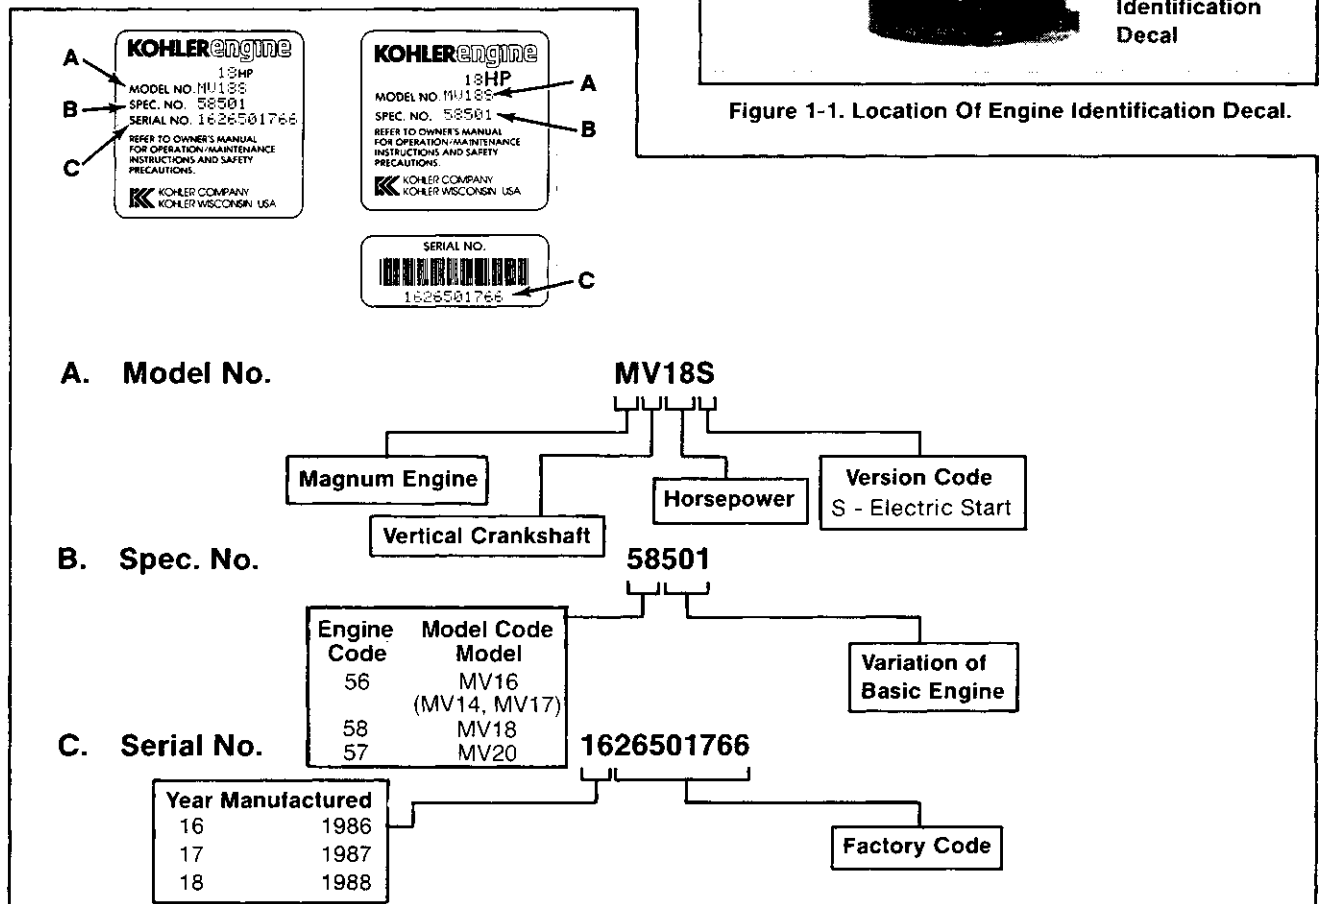 Identification
Decal
Figure 1-1. Location Of Engine Identification Decal.
KOHLERengine
18HP
MODEL NO. MV18S
SPEC. NO. 58501
SERIAL NO. 1626501766
REFER TO OWNER'S MANUAL
FOR OPERATION/MAINTENANCE
INSTRUCTIONS AND SAFETY
PRECAUTIONS.
KOHLER COMPANY
KOHLER WISCONSIN USA
A
B
C
KOHLERengine
18HP
MODEL NO. MV18S
SPEC. NO. 58501
REFER TO OWNER'S MANUAL
FOR OPERATION/MAINTENANCE
INSTRUCTIONS AND SAFETY
PRECAUTIONS.
KOHLER COMPANY
KOHLER WISCONSIN USA
A
B
SERIAL NO.
1626501766
C
A. Model No. MV18S
Magnum Engine
Vertical Crankshaft
Horsepower
Version Code
S - Electric Start
B. Spec. No. 58501
Engine Model Code
Code Model
56 MV16
(MV14, MV17)
58 MV18
57 MV20
Variation of
Basic Engine
C. Serial No. 1626501766
Year Manufactured
16 1986
17 1987
18 1988
Factory Code